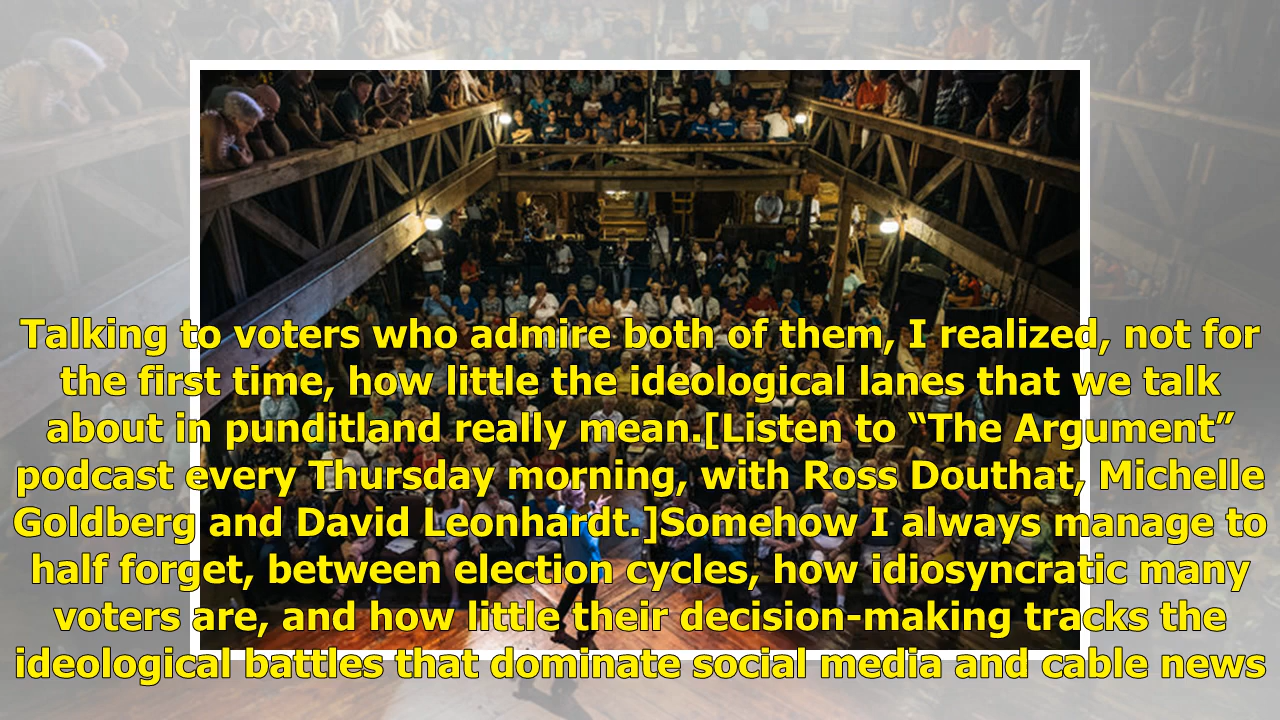 Talking to voters who admire both of them, I realized, not for
the first time, how little the ideological lanes that we talk
about in punditland really mean.[Listen to “The Argument”
podcast every Thursday morning, with Ross Douthat, Michelle
Goldberg and David Leonhardt.]Somehow I always manage to
half forget, between election cycles, how idiosyncratic many
voters are, and how little their decision-making tracks the
ideological battles that dominate social media and cable news